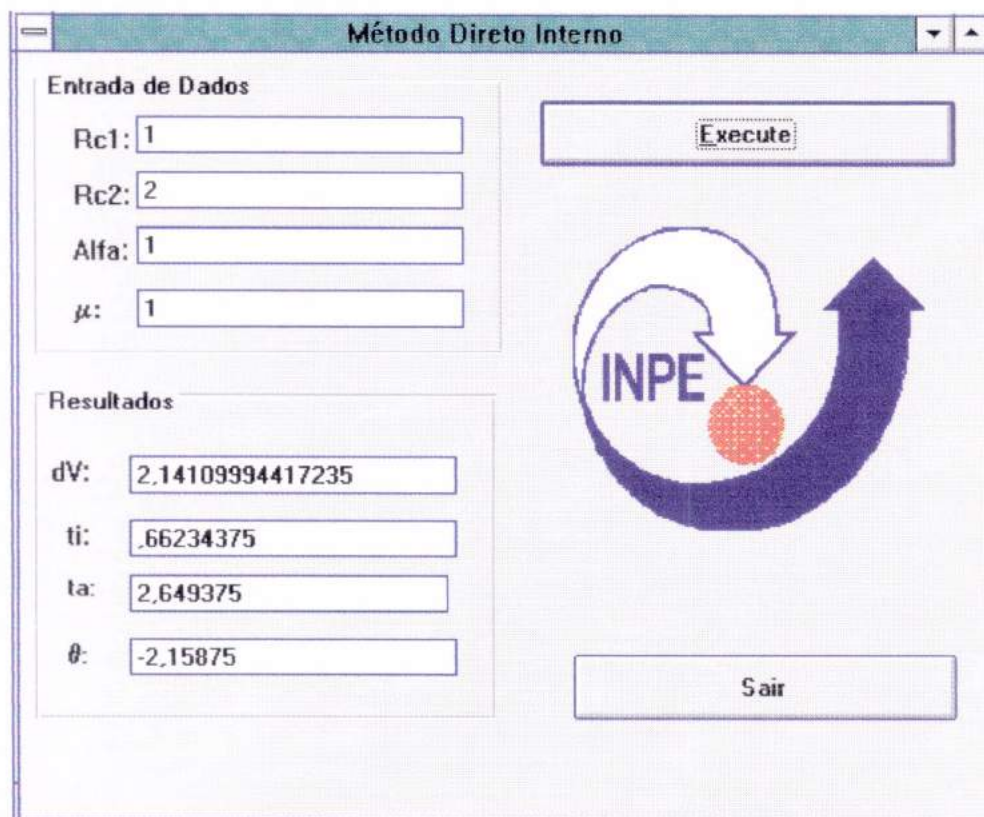 Método Direto Interno
Entrada de Dados
Rc1: 1
Rc2: 2
Alfa: 1
μ: 1
Execute
INPE
Resultados
dV: 2,14109994417235
ti: ,66234375
ta: 2,649375
θ: -2,15875
Sair